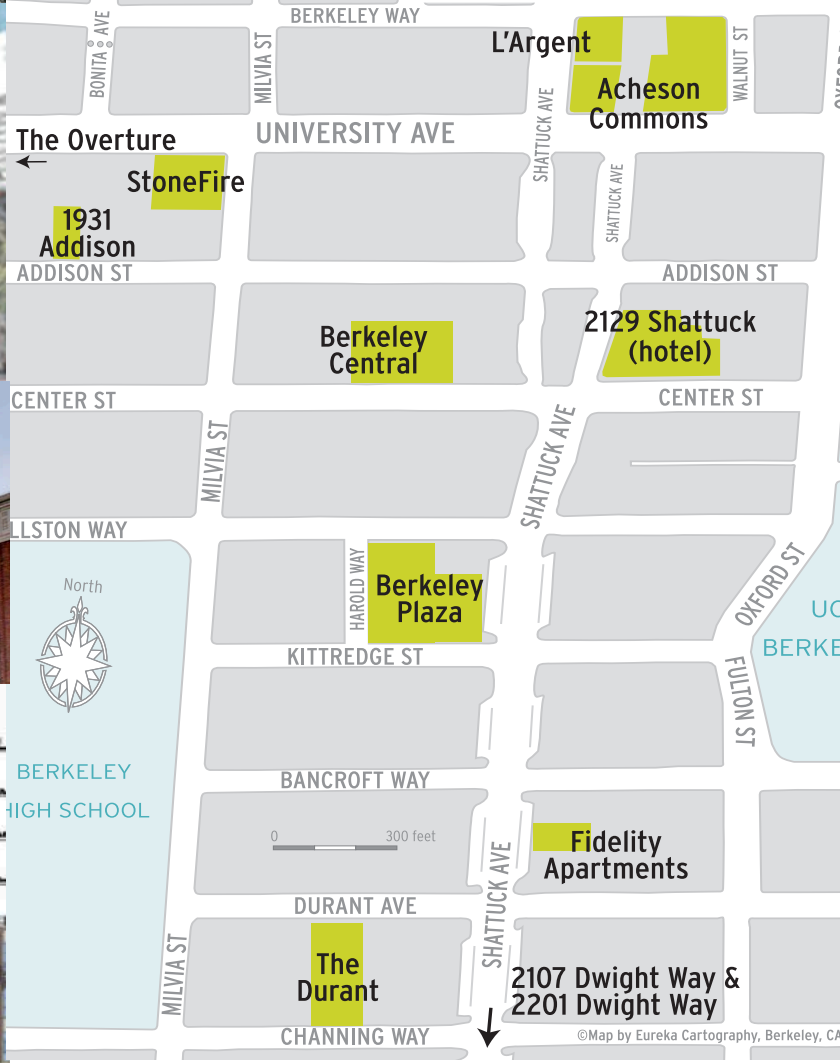 BERKELEY WAY
BONITA AVE
MILVIA ST
L'Argent
WALNUT ST
SHATTUCK AVE
Acheson
Commons
The Overture
UNIVERSITY AVE
StoneFire
SHATTUCK AVE
1931
Addison
ADDISON ST
ADDISON ST
Berkeley
Central
2129 Shattuck
(hotel)
CENTER ST
CENTER ST
MILVIA ST
SHATTUCK AVE
LLSTON WAY
North
HAROLD WAY
Berkeley
Plaza
OXFORD ST
UC
BERKE
KITTREDGE ST
FULTON ST
BERKELEY
HIGH SCHOOL
BANCROFT WAY
0 300 feet
SHATTUCK AVE
Fidelity
Apartments
DURANT AVE
MILVIA ST
The
Durant
2107 Dwight Way &
2201 Dwight Way
CHANNING WAY
©Map by Eureka Cartography, Berkeley, CA